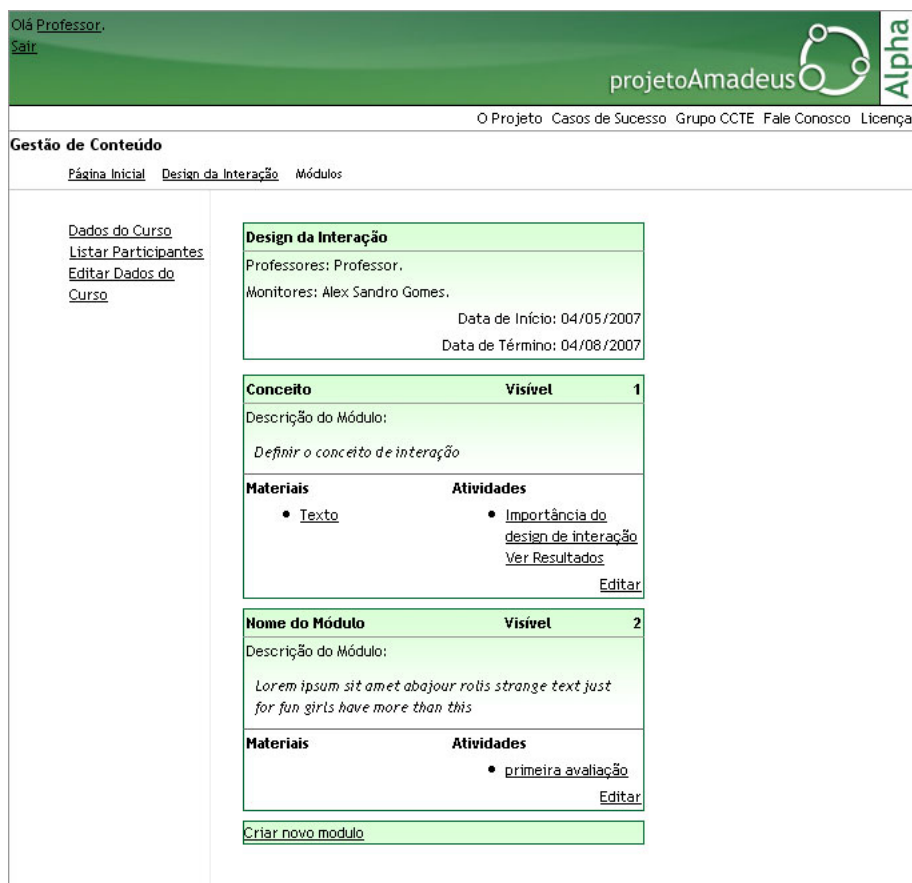 Olá Professor.
Sair
projetoAmadeus
Alpha
O Projeto Casos de Sucesso Grupo CCTE Fale Conosco Licença
Gestão de Conteúdo
Página Inicial Design da Interação Módulos
Dados do Curso
Listar Participantes
Editar Dados do
Curso
Design da Interação
Professores: Professor.
Monitores: Alex Sandro Gomes.
Data de Início: 04/05/2007
Data de Término: 04/08/2007
Conceito Visível 1
Descrição do Módulo:
Definir o conceito de interação
Materiais Atividades
• Texto • Importância do
design de interação
Ver Resultados
Editar
Nome do Módulo Visível 2
Descrição do Módulo:
Lorem ipsum sit amet abajour rolis strange text just
for fun girls have more than this
Materiais Atividades
• primeira avaliação
Editar
Criar novo modulo